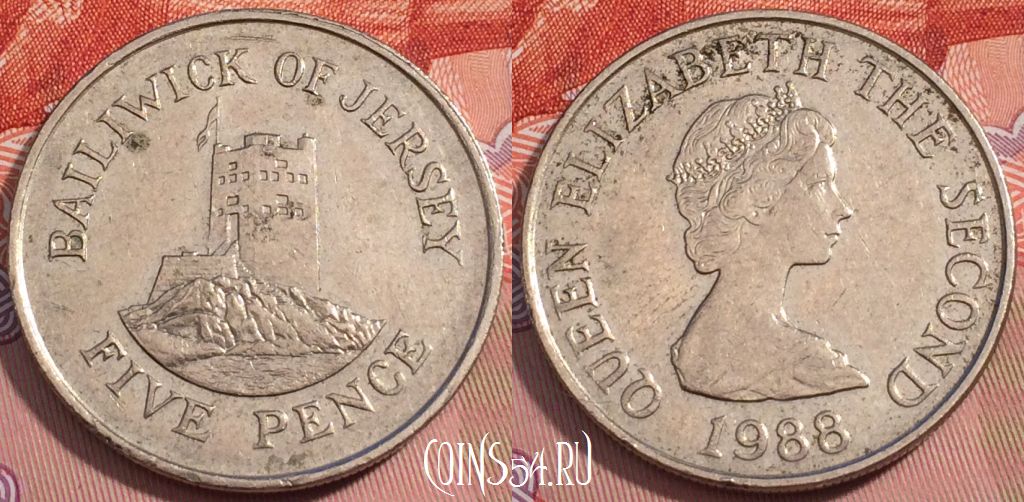 BAILIWICK OF JERSEY
FIVE PENCE
QUEEN ELIZABETH THE SECOND
1988
COINS54.RU